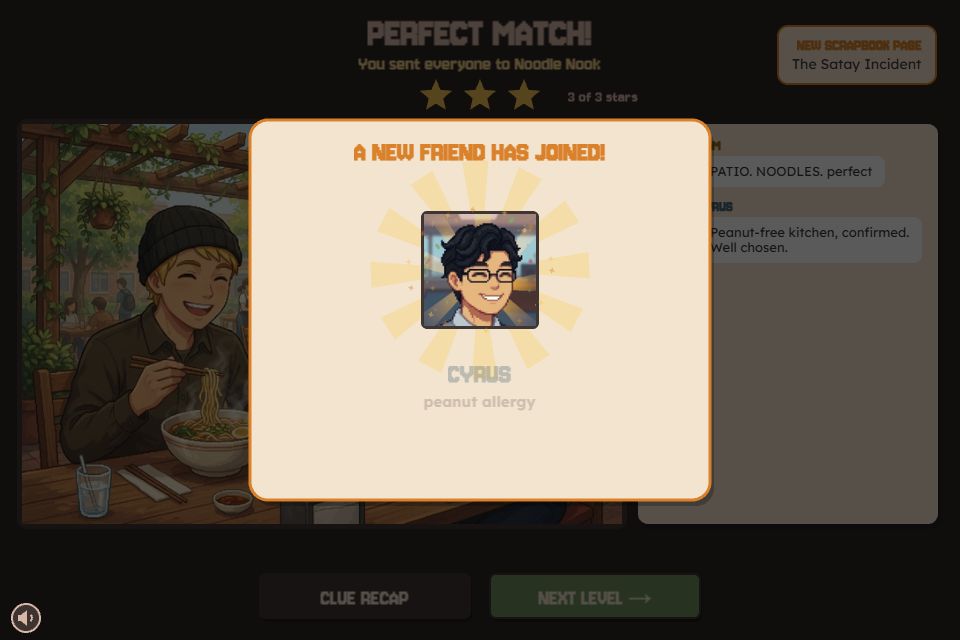 PERFECT MATCH!
You sent everyone to Noodle Nook
3 of 3 stars
NEW SCRAPBOOK PAGE
The Satay Incident
A NEW FRIEND HAS JOINED!
CYRUS
peanut allergy
PATIO. NOODLES. perfect
Peanut-free kitchen, confirmed.
Well chosen.
CLUE RECAP
NEXT LEVEL →